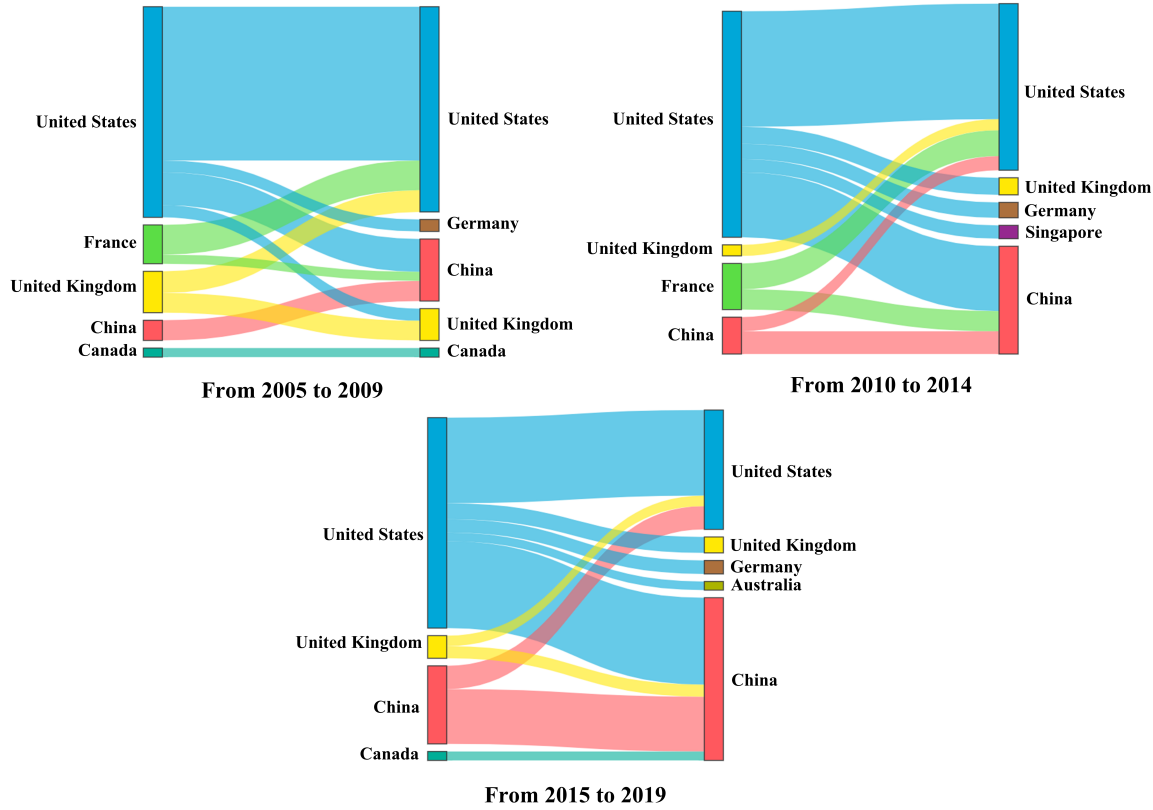 United States
France
United Kingdom
China
Canada
United States
Germany
China
United Kingdom
Canada
From 2005 to 2009
United States
United Kingdom
France
China
United States
United Kingdom
Germany
Singapore
China
From 2010 to 2014
United States
United Kingdom
China
Canada
United States
United Kingdom
Germany
Australia
China
From 2015 to 2019